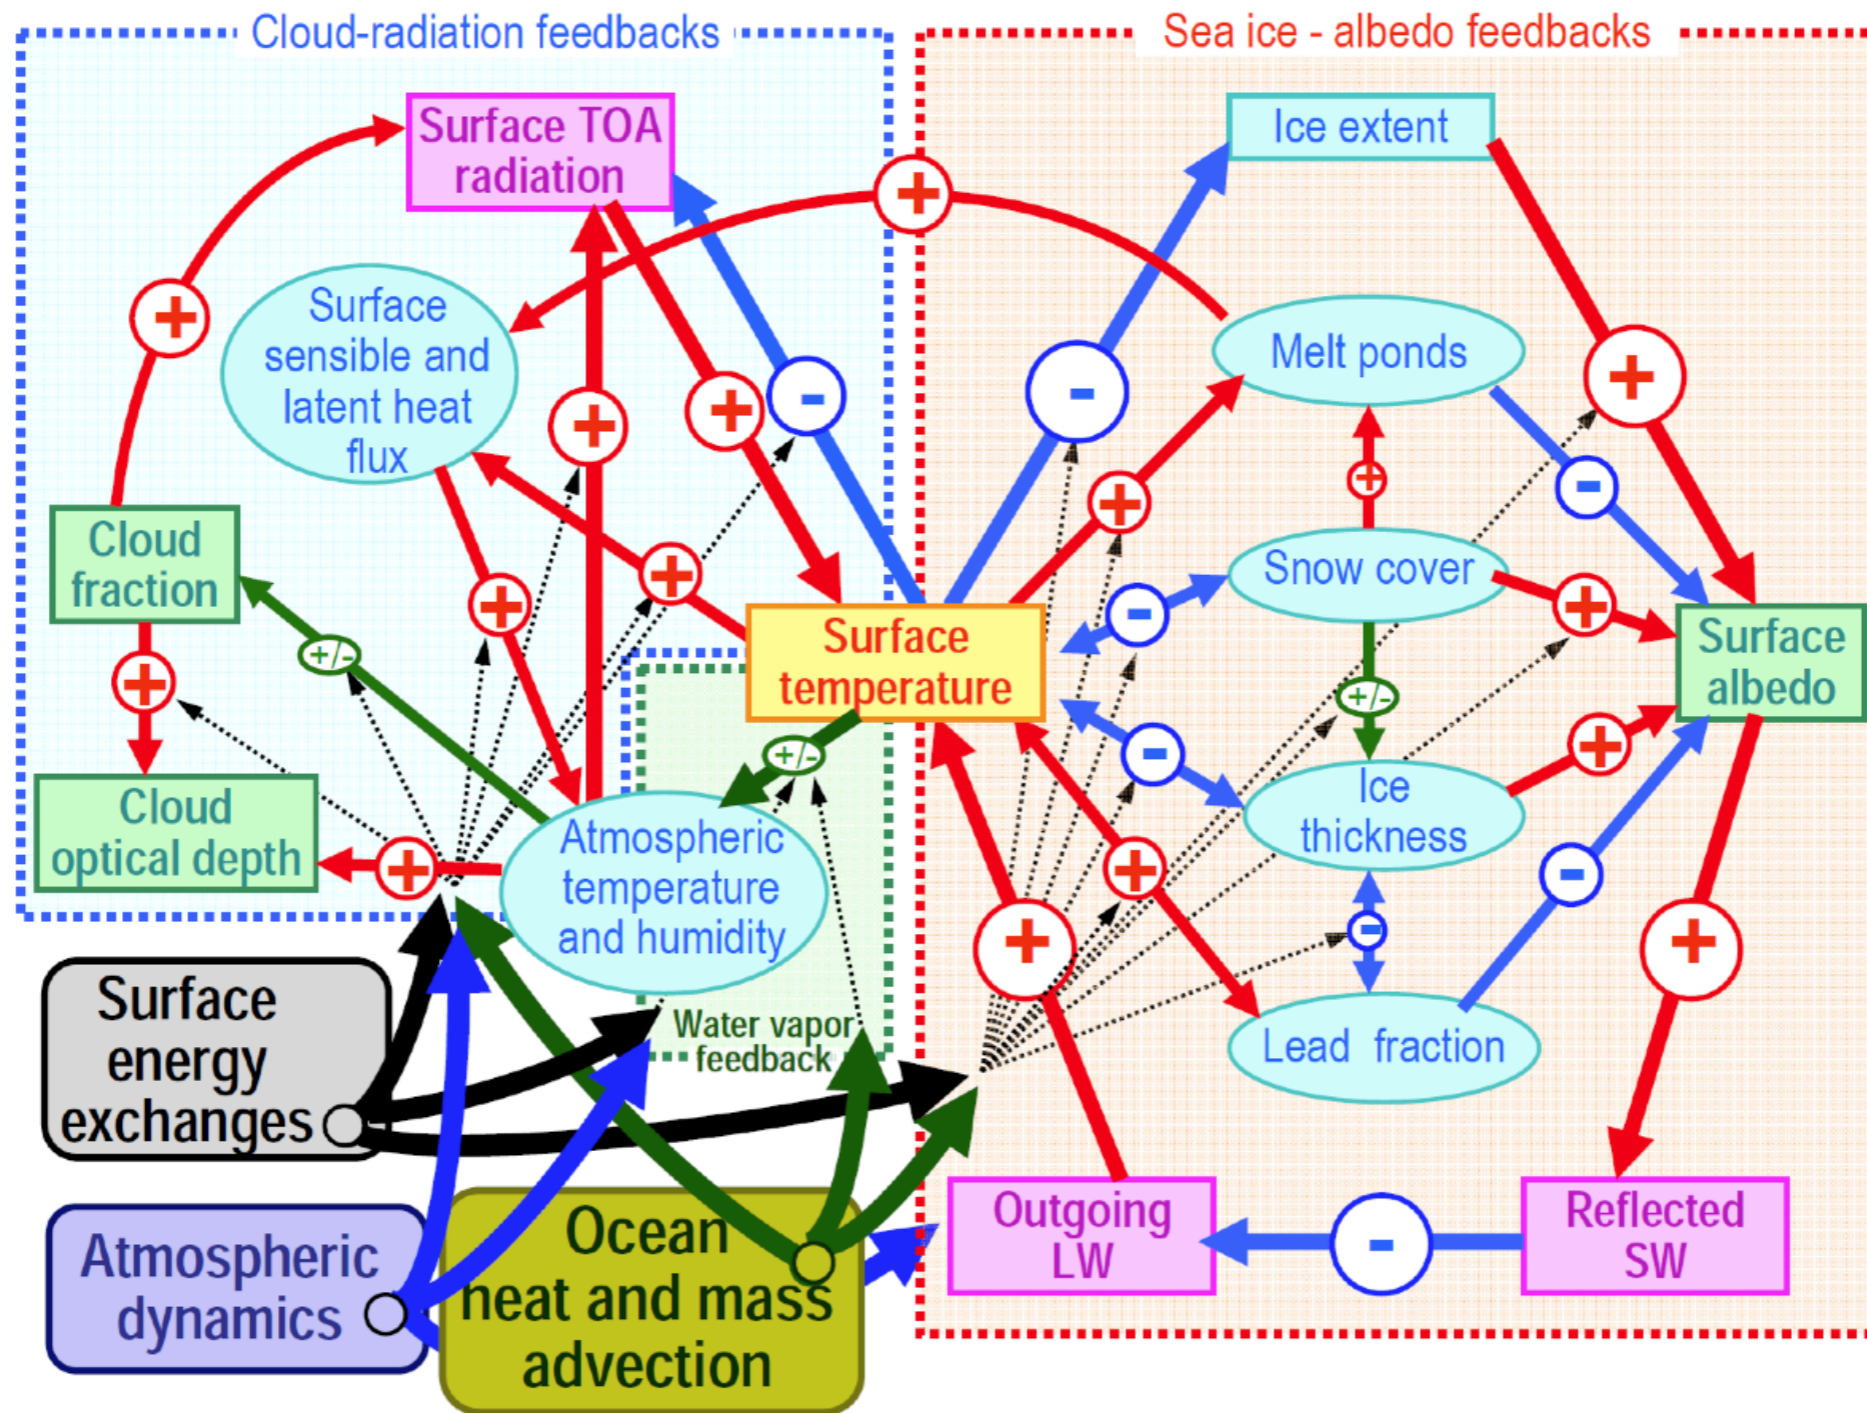 Cloud-radiation feedbacks
Sea ice - albedo feedbacks
Surface TOA
radiation
Ice extent
+
+
Surface
sensible and
latent heat
flux
Melt ponds
+
+
+
-
-
+
+
-
+
Cloud
fraction
Snow cover
+
+
-
+
+/-
+
Surface
temperature
Surface
albedo
+/-
+/-
-
+
Cloud
optical depth
Ice
thickness
+
Atmospheric
temperature
and humidity
+
-
-
+
+
Surface
energy
exchanges
Water vapor
feedback
Lead fraction
Atmospheric
dynamics
Ocean
heat and mass
advection
Outgoing
LW
-
Reflected
SW